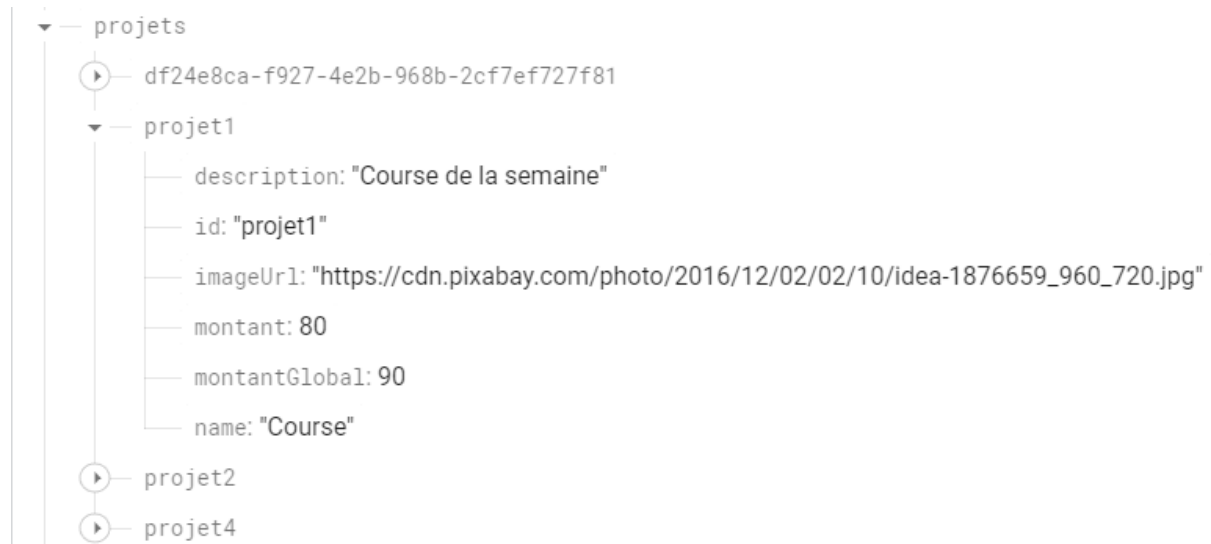 projets
df24e8ca-f927-4e2b-968b-2cf7ef727f81
projet1
description: "Course de la semaine"
id: "projet1"
imageUrl: "https://cdn.pixabay.com/photo/2016/12/02/02/10/idea-1876659_960_720.jpg"
montant: 80
montantGlobal: 90
name: "Course"
projet2
projet4